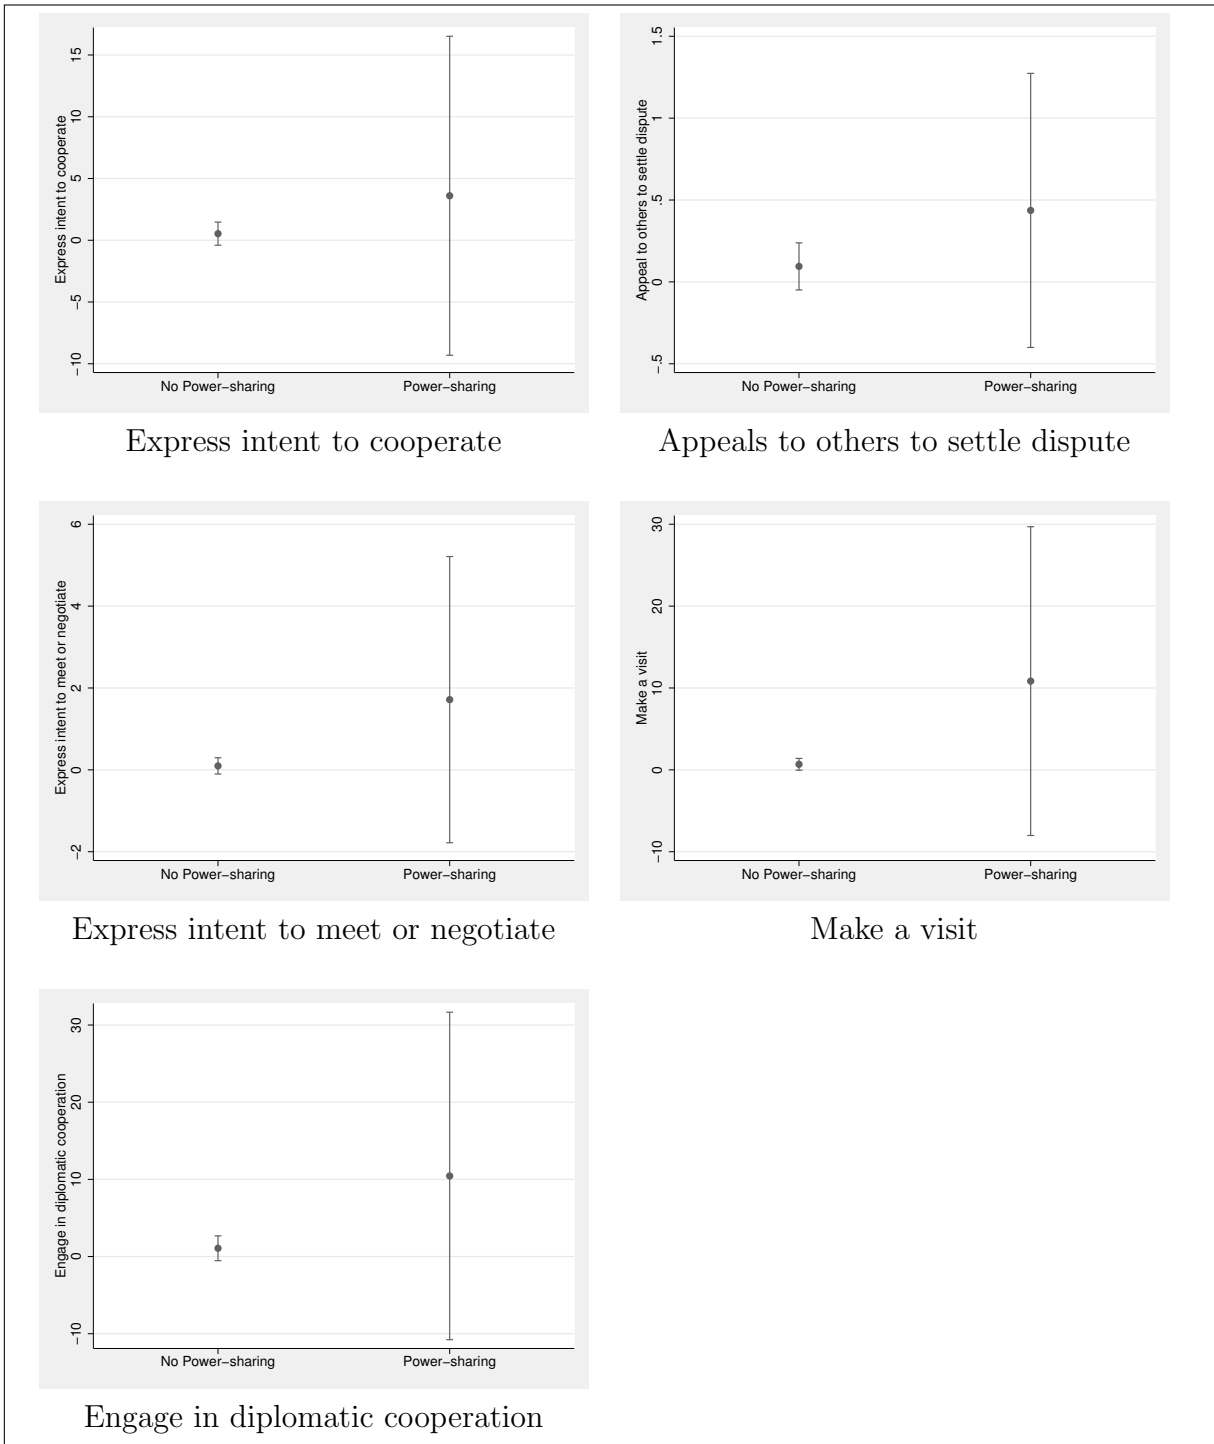 Express intent to cooperate
15
10
5
0
−5
−10
No Power−sharing Power−sharing
Express intent to cooperate
Appeal to others to settle dispute
1.5
1
.5
0
−.5
No Power−sharing Power−sharing
Appeals to others to settle dispute
Express intent to meet or negotiate
6
4
2
0
−2
No Power−sharing Power−sharing
Express intent to meet or negotiate
Make a visit
30
20
10
0
−10
No Power−sharing Power−sharing
Make a visit
Engage in diplomatic cooperation
30
20
10
0
−10
No Power−sharing Power−sharing
Engage in diplomatic cooperation